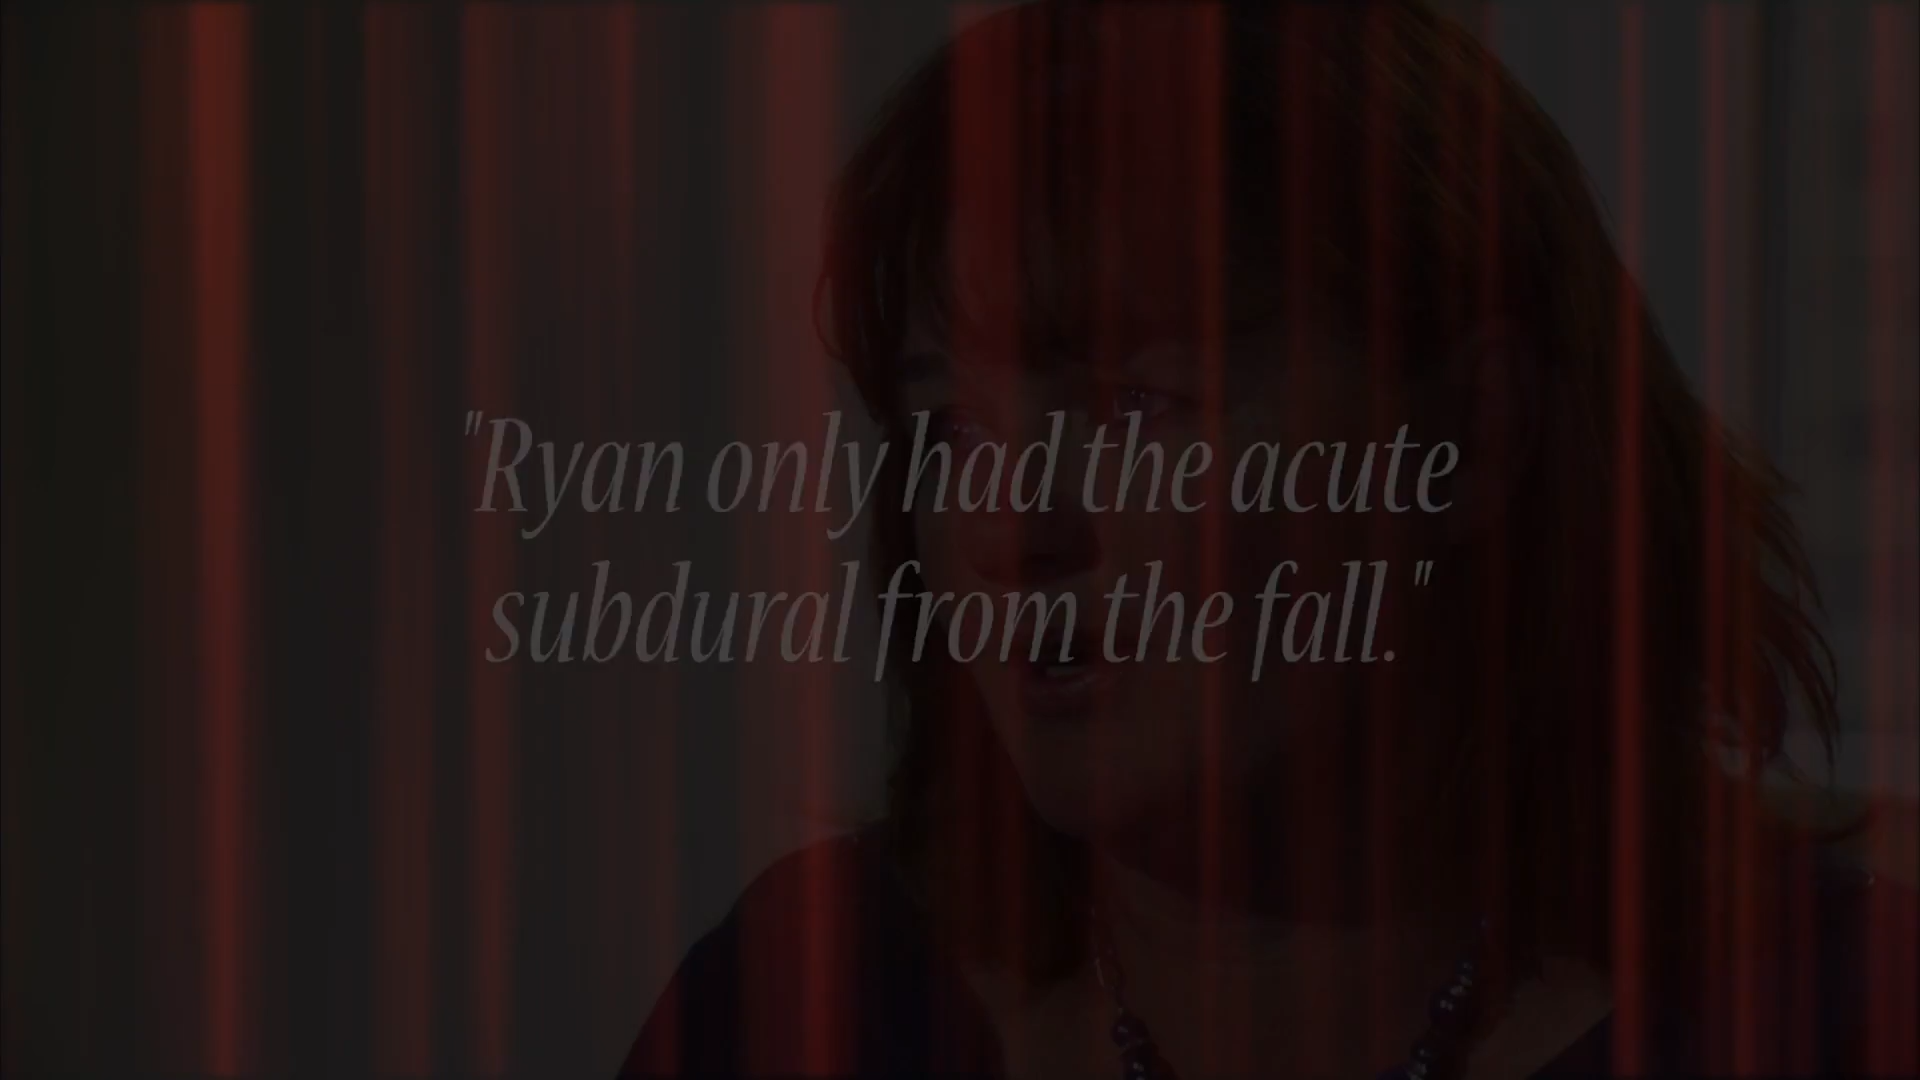 "Ryan only had the acute
subdural from the fall."